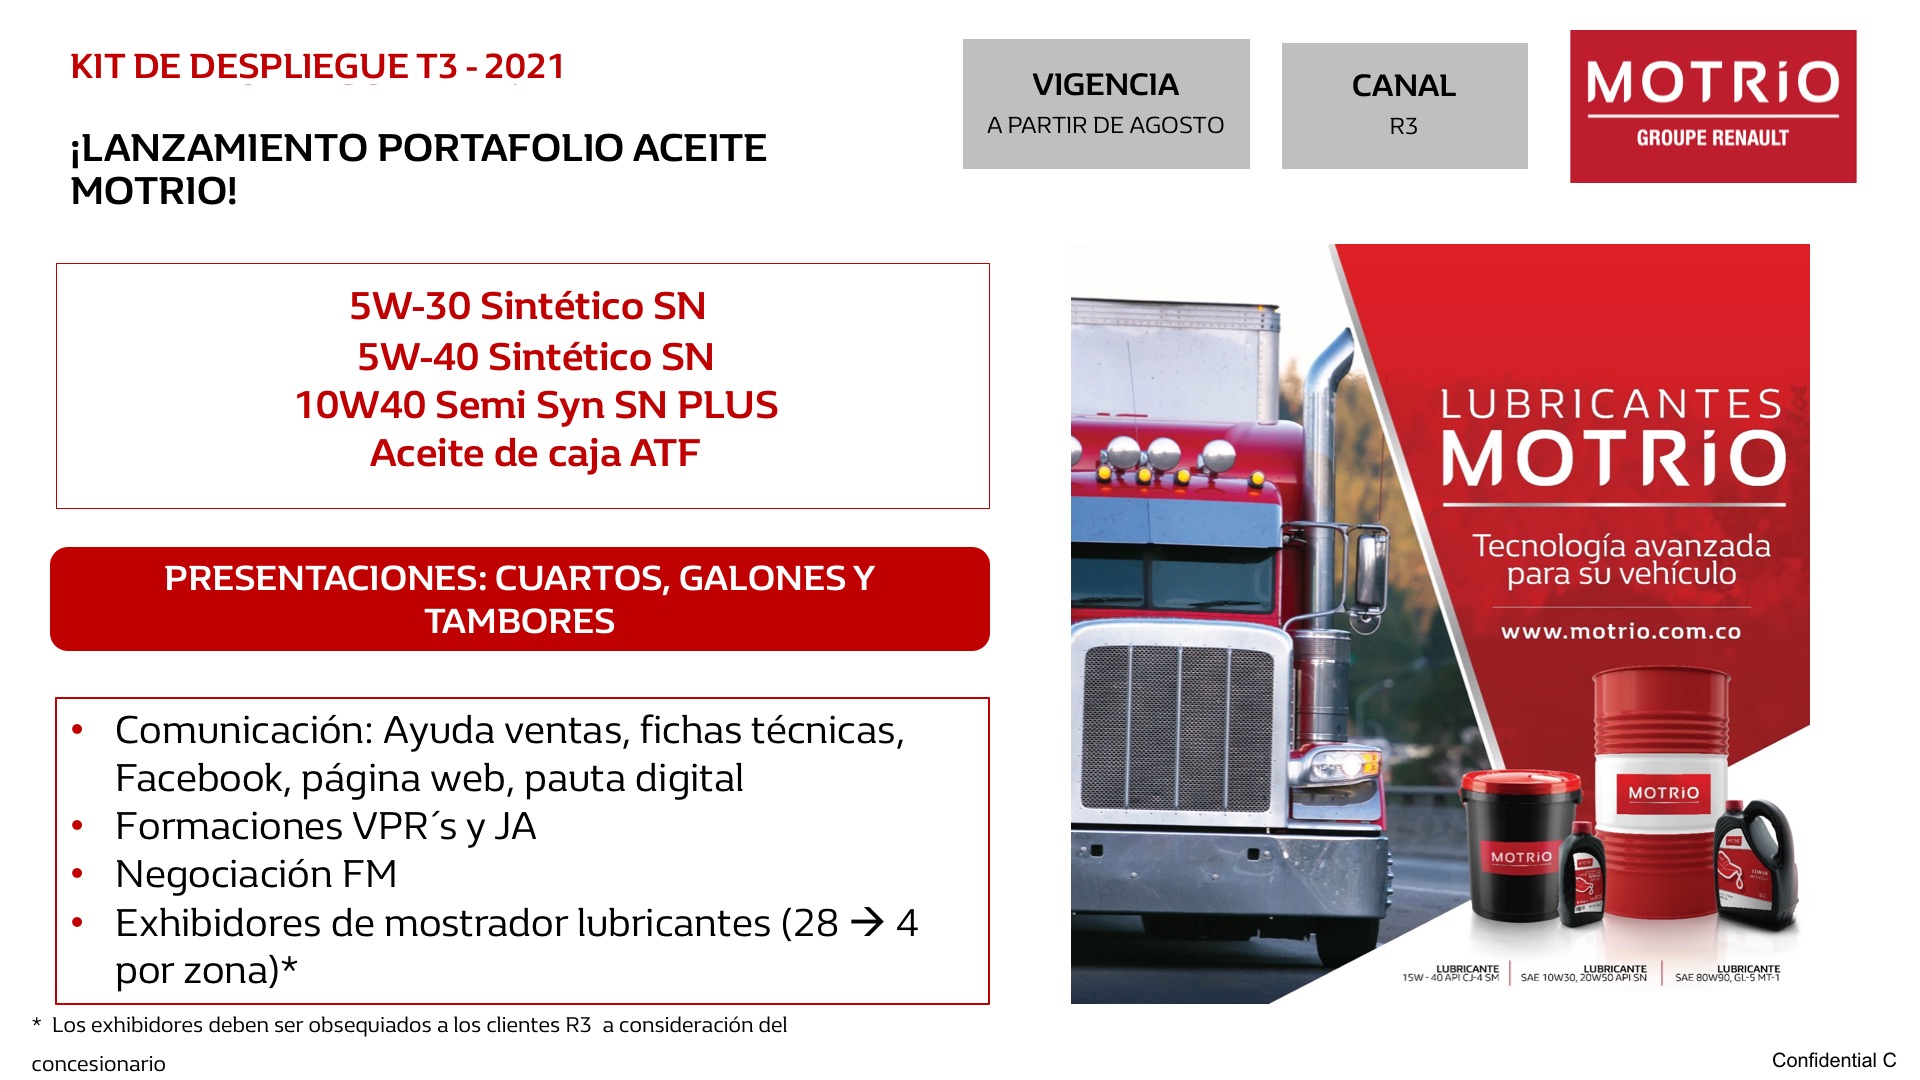 KIT DE DESPLIEGUE T3 - 2021
¡LANZAMIENTO PORTAFOLIO ACEITE
MOTRIO!
VIGENCIA
A PARTIR DE AGOSTO
CANAL
R3
MOTRiO
GROUPE RENAULT
5W-30 Sintético SN
5W-40 Sintético SN
10W40 Semi Syn SN PLUS
Aceite de caja ATF
PRESENTACIONES: CUARTOS, GALONES Y
TAMBORES
• Comunicación: Ayuda ventas, fichas técnicas,
Facebook, página web, pauta digital
• Formaciones VPR´s y JA
• Negociación FM
• Exhibidores de mostrador lubricantes (28 → 4
por zona)*
* Los exhibidores deben ser obsequiados a los clientes R3 a consideración del
concesionario
LUBRICANTES
MOTRiO
Tecnología avanzada
para su vehículo
www.motrio.com.co
MOTRiO
MOTRiO
LUBRICANTE
15W - 40 API CJ-4 SM
LUBRICANTE
SAE 10W30, 20W50 API SN
LUBRICANTE
SAE 80W90, GL-5 MT-1
Confidential C